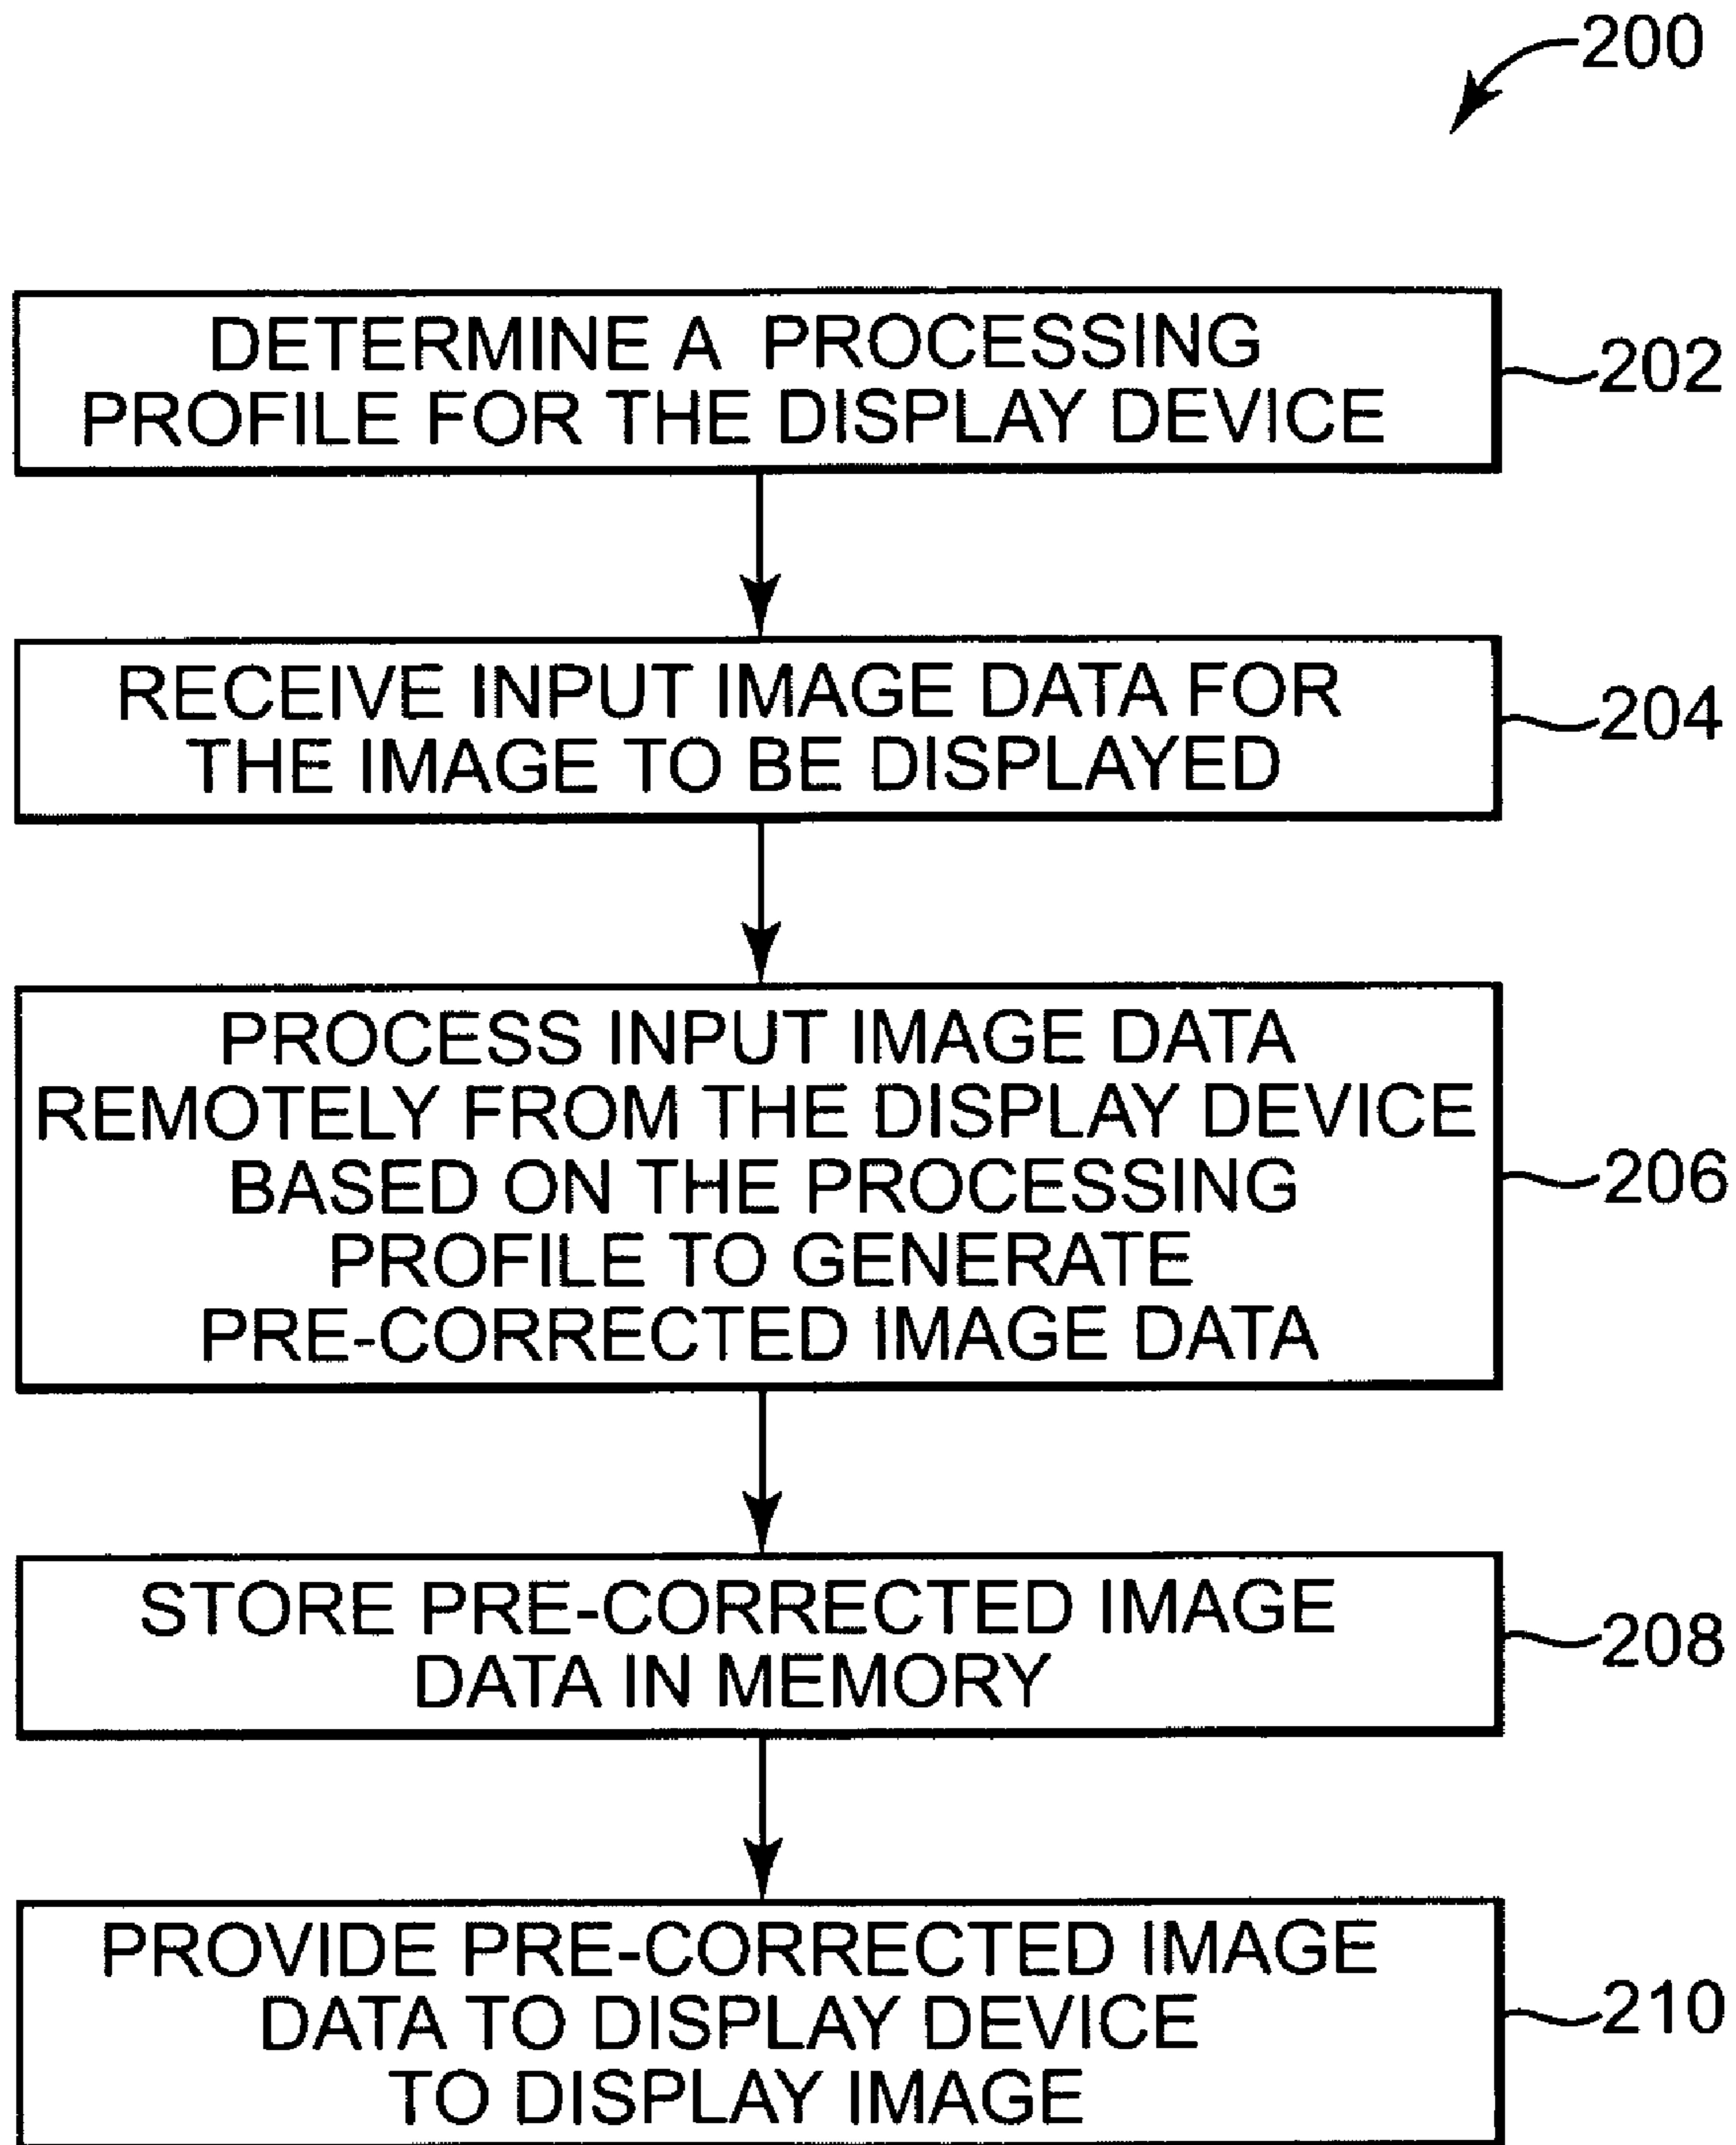 200
DETERMINE A PROCESSING
PROFILE FOR THE DISPLAY DEVICE
202
RECEIVE INPUT IMAGE DATA FOR
THE IMAGE TO BE DISPLAYED
204
PROCESS INPUT IMAGE DATA
REMOTELY FROM THE DISPLAY DEVICE
BASED ON THE PROCESSING
PROFILE TO GENERATE
PRE-CORRECTED IMAGE DATA
206
STORE PRE-CORRECTED IMAGE
DATA IN MEMORY
208
PROVIDE PRE-CORRECTED IMAGE
DATA TO DISPLAY DEVICE
TO DISPLAY IMAGE
210